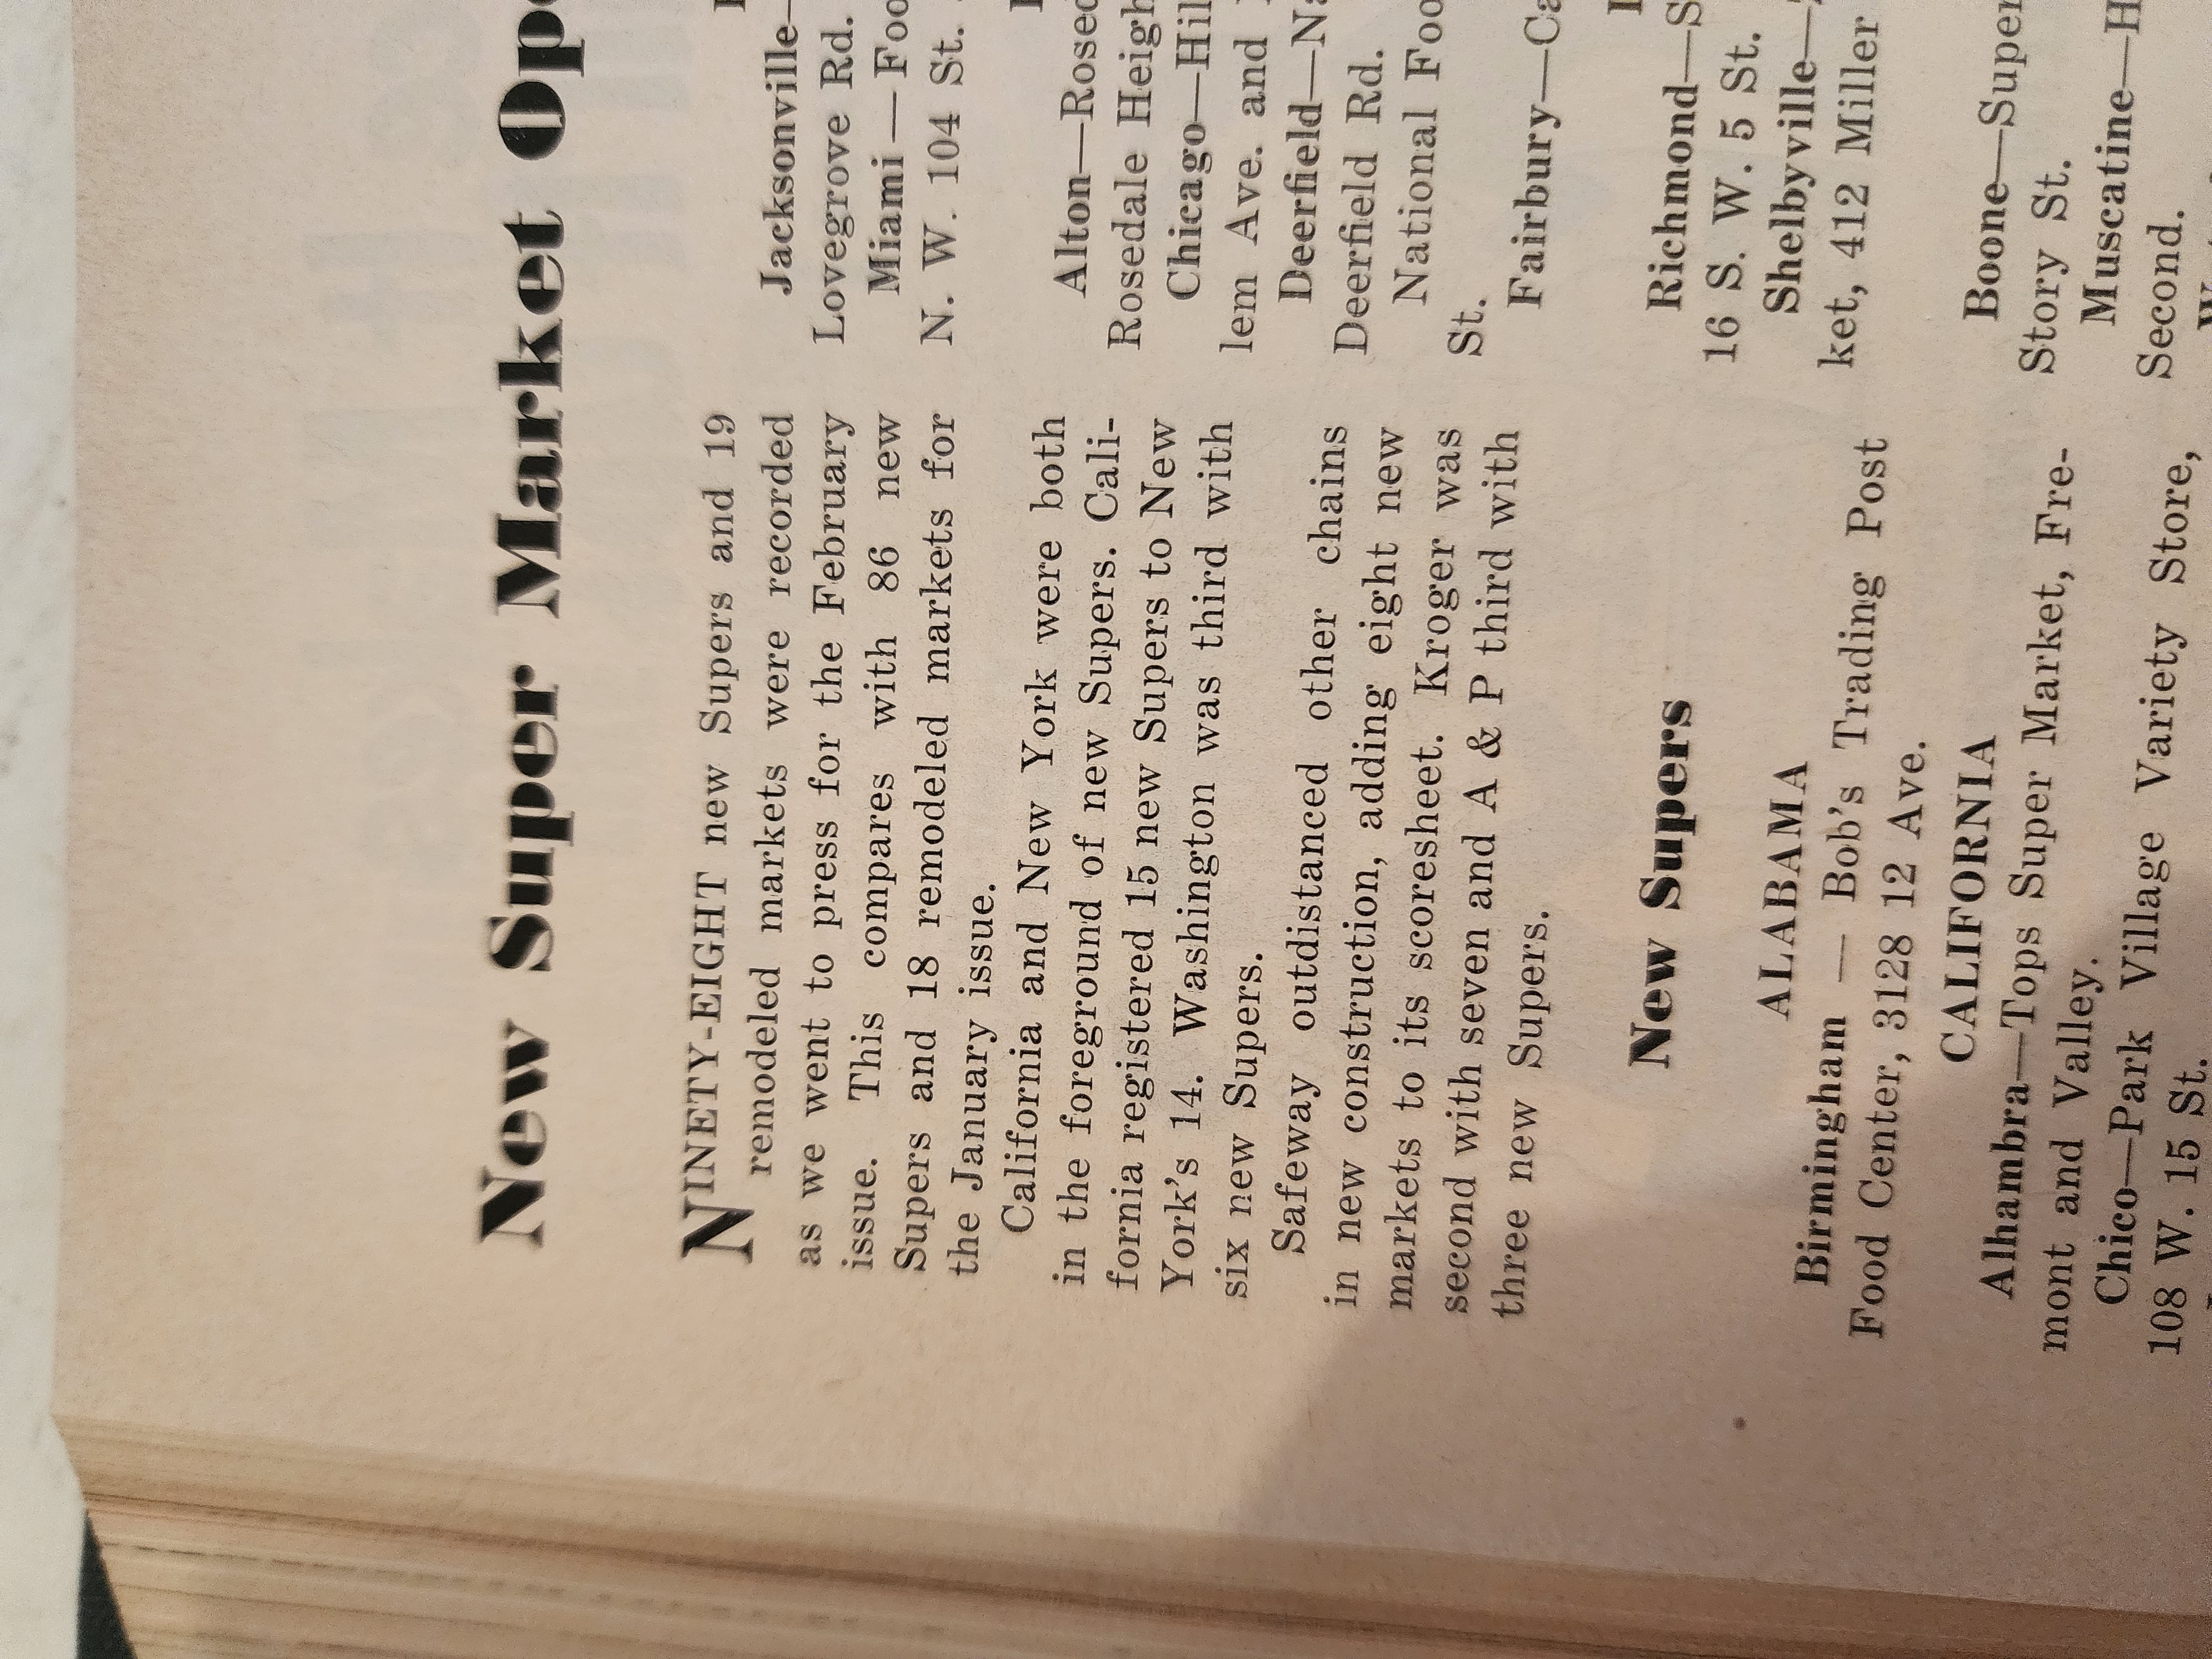 New Super Market Op
NINETY-EIGHT new Supers and 19
remodeled markets were recorded
as we went to press for the February
issue. This compares with 86 new
Supers and 18 remodeled markets for
the January issue.
California and New York were both
in the foreground of new Supers. Cali-
fornia registered 15 new Supers to New
York's 14. Washington was third with
six new Supers.
Safeway outdistanced other chains
in new construction, adding eight new
markets to its scoresheet. Kroger was
second with seven and A & P third with
three new Supers.
New Supers
ALABAMA
Birmingham — Bob's Trading Post
Food Center, 3128 12 Ave.
CALIFORNIA
Alhambra—Tops Super Market, Fre-
mont and Valley.
Chico—Park Village Variety Store,
108 W. 15 St.
Jacksonville—
Lovegrove Rd.
Miami — Foo
N. W. 104 St.
Alton—Rosed
Rosedale Heigh
Chicago—Hil
lem Ave. and
Deerfield—Na
Deerfield Rd.
National Foo
St.
Fairbury—Ca
Richmond—S
16 S. W. 5 St.
Shelbyville—
ket, 412 Miller
Boone—Super
Story St.
Muscatine—H
Second.